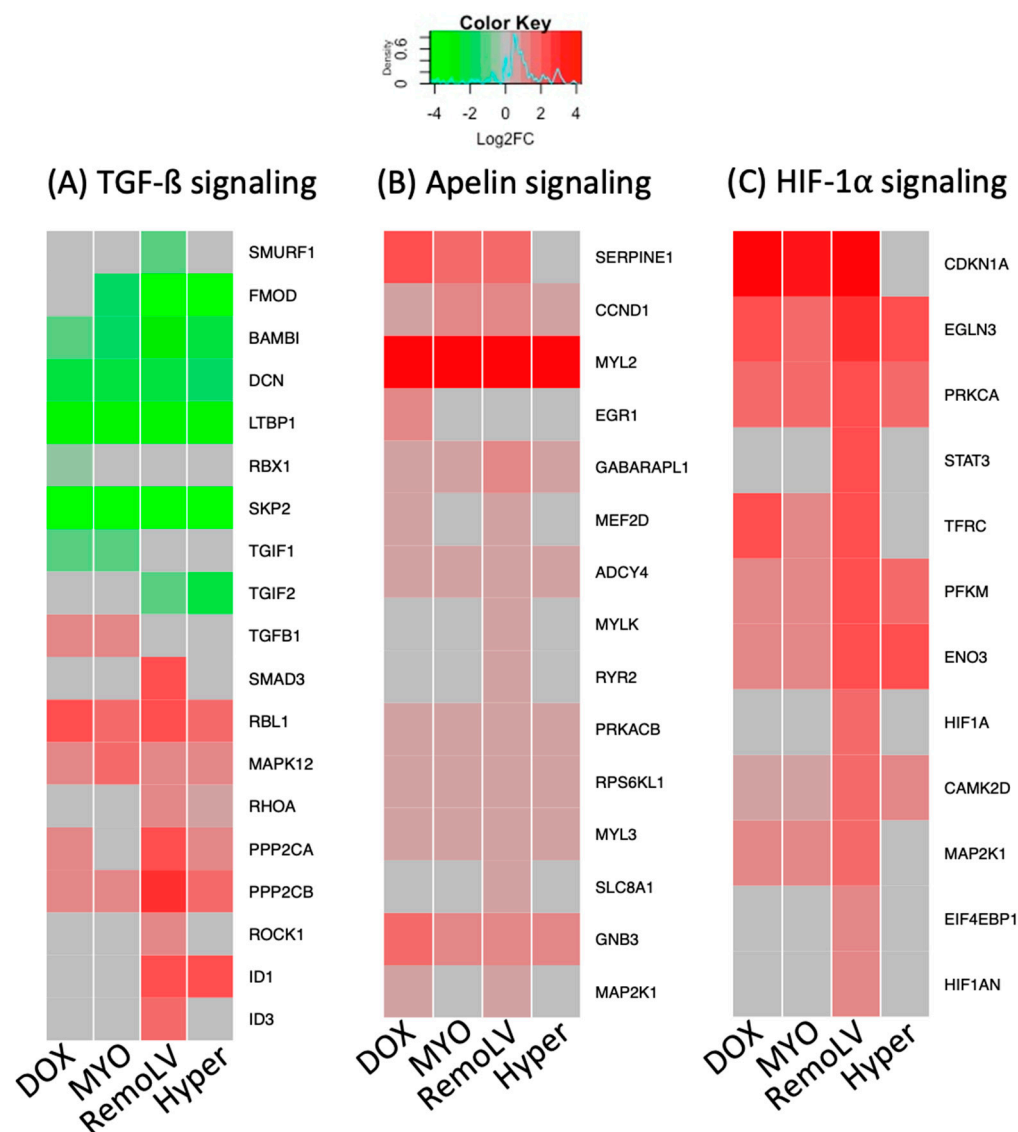 Color Key
Density
0 0.6
-4 -2 0 2 4
Log2FC
(A) TGF-ß signaling
SMURF1
FMOD
BAMBI
DCN
LTBP1
RBX1
SKP2
TGIF1
TGIF2
TGFB1
SMAD3
RBL1
MAPK12
RHOA
PPP2CA
PPP2CB
ROCK1
ID1
ID3
DOX MYO RemoLV Hyper
(B) Apelin signaling
SERPINE1
CCND1
MYL2
EGR1
GABARAPL1
MEF2D
ADCY4
MYLK
RYR2
PRKACB
RPS6KL1
MYL3
SLC8A1
GNB3
MAP2K1
DOX MYO RemoLV Hyper
(C) HIF-1α signaling
CDKN1A
EGLN3
PRKCA
STAT3
TFRC
PFKM
ENO3
HIF1A
CAMK2D
MAP2K1
EIF4EBP1
HIF1AN
DOX MYO RemoLV Hyper